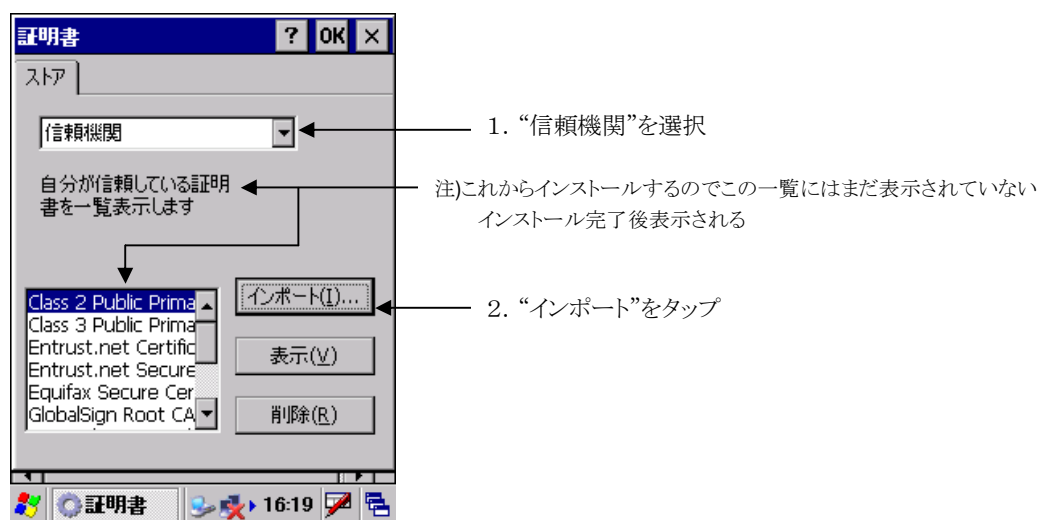 証明書 ? OK ×
ストア
信頼機関
1. “信頼機関”を選択
自分が信頼している証明
書を一覧表示します
注)これからインストールするのでこの一覧にはまだ表示されていない
インストール完了後表示される
Class 2 Public Prima
Class 3 Public Prima
Entrust.net Certific
Entrust.net Secure
Equifax Secure Cer
GlobalSign Root CA
インポート(I)...
2. “インポート”をタップ
表示(V)
削除(R)
証明書 16:19